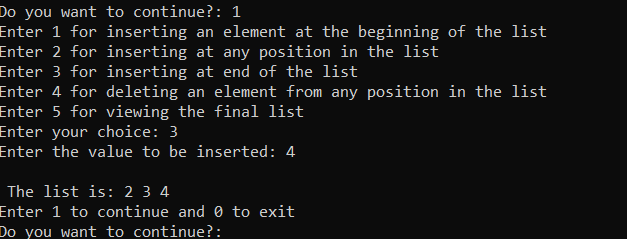 Do you want to continue?: 1
Enter 1 for inserting an element at the beginning of the list
Enter 2 for inserting at any position in the list
Enter 3 for inserting at end of the list
Enter 4 for deleting an element from any position in the list
Enter 5 for viewing the final list
Enter your choice: 3
Enter the value to be inserted: 4
The list is: 2 3 4
Enter 1 to continue and 0 to exit
Do you want to continue?: